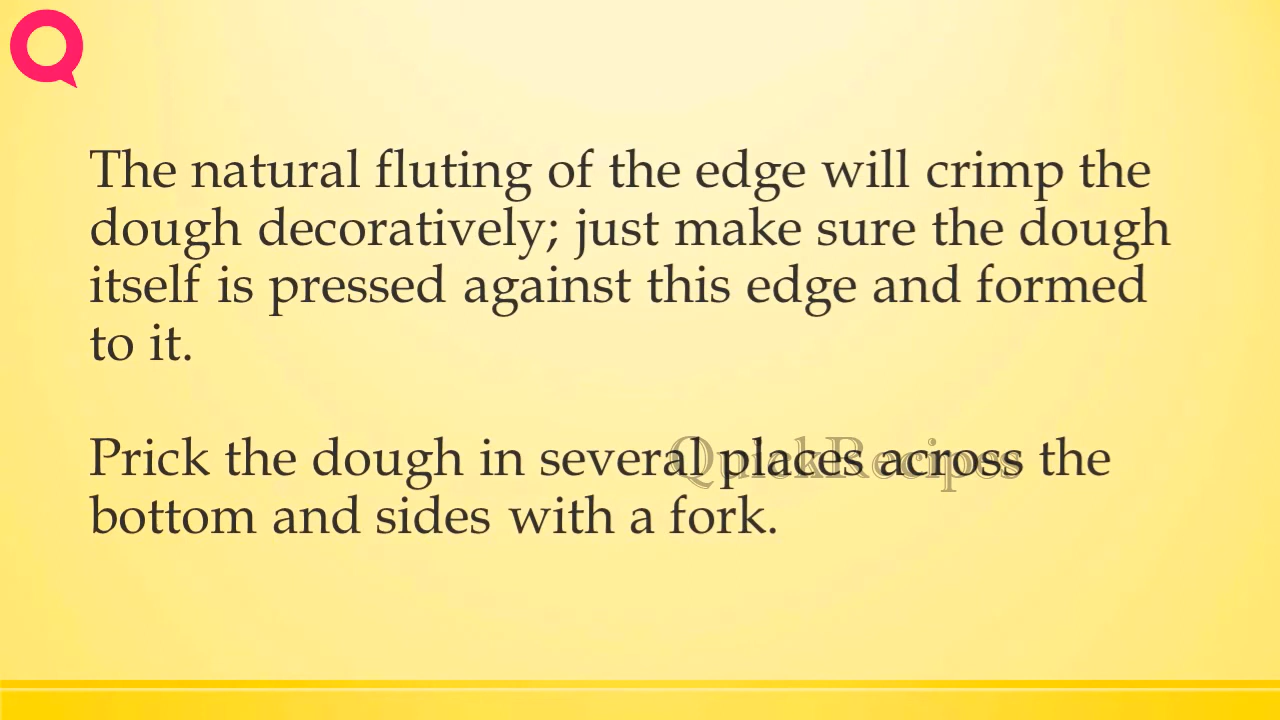 The natural fluting of the edge will crimp the
dough decoratively; just make sure the dough
itself is pressed against this edge and formed
to it.
Prick the dough in several places across the
bottom and sides with a fork.
QuickRecipes